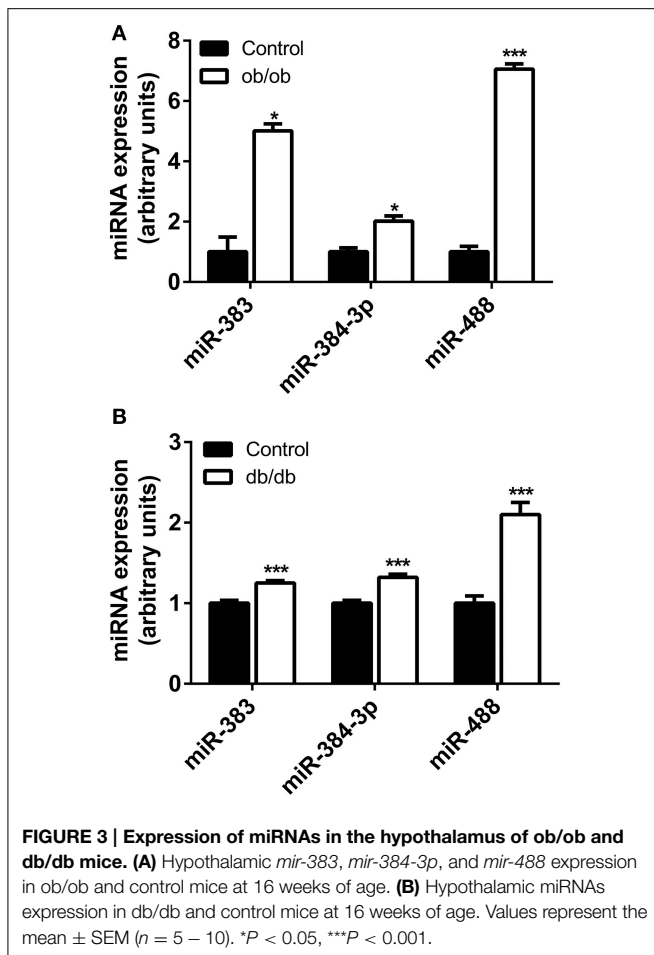 A
Control
ob/ob
miRNA expression
(arbitrary units)
8
6
4
2
0
*
*
***
miR-383
miR-384-3p
miR-488
B
Control
db/db
miRNA expression
(arbitrary units)
3
2
1
0
***
***
***
miR-383
miR-384-3p
miR-488
FIGURE 3 | Expression of miRNAs in the hypothalamus of ob/ob and
db/db mice. (A) Hypothalamic mir-383, mir-384-3p, and mir-488 expression
in ob/ob and control mice at 16 weeks of age. (B) Hypothalamic miRNAs
expression in db/db and control mice at 16 weeks of age. Values represent the
mean ± SEM (n = 5 – 10). *P < 0.05, ***P < 0.001.